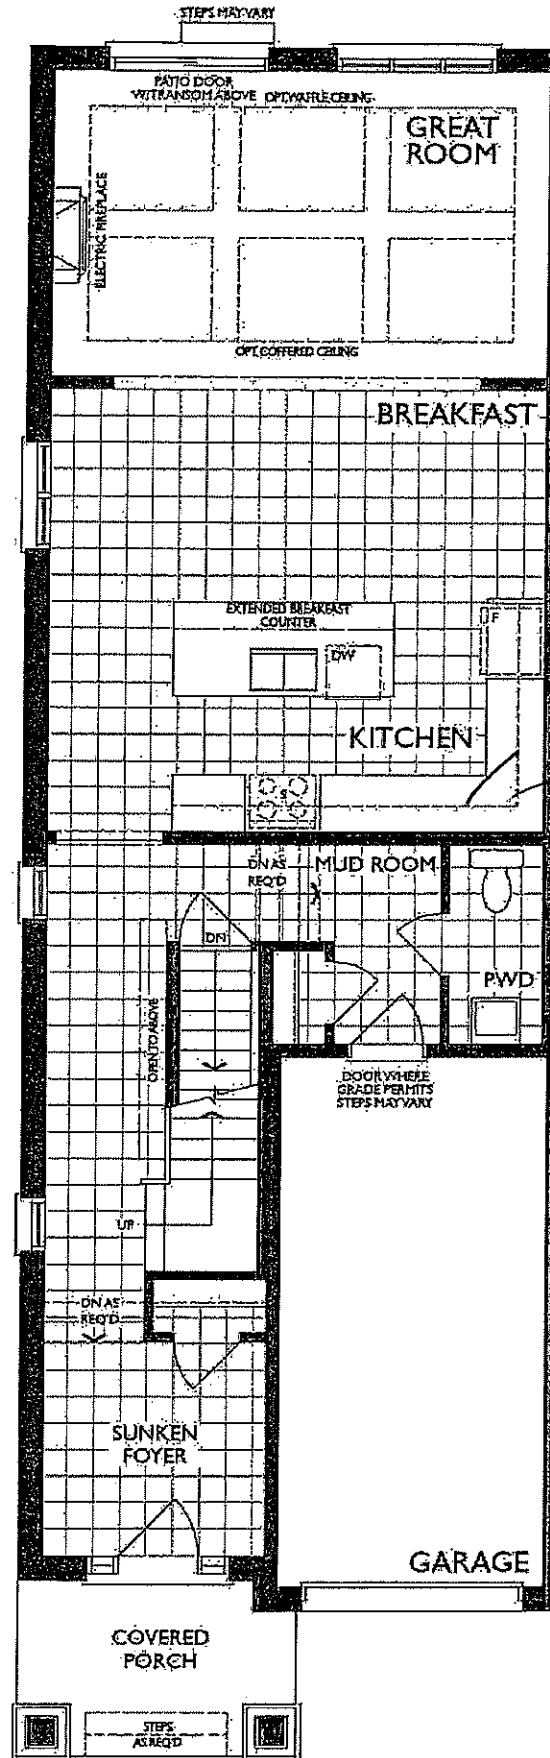 STEPS MAY VARY
PATIO DOOR
W/TRANSOM ABOVE
OPT. WAFFLE CEILING
GREAT
ROOM
ELECTRIC FIREPLACE
OPT. COFFERED CEILING
BREAKFAST
EXTENDED BREAKFAST
COUNTER
F
DW
KITCHEN
S
DN AS
REQ'D
MUD ROOM
DN
PWD
OPEN TO ABOVE
DOOR WHERE
GRADE PERMITS
STEPS MAY VARY
UP
DN AS
REQ'D
SUNKEN
FOYER
GARAGE
COVERED
PORCH
STEPS
AS REQ'D